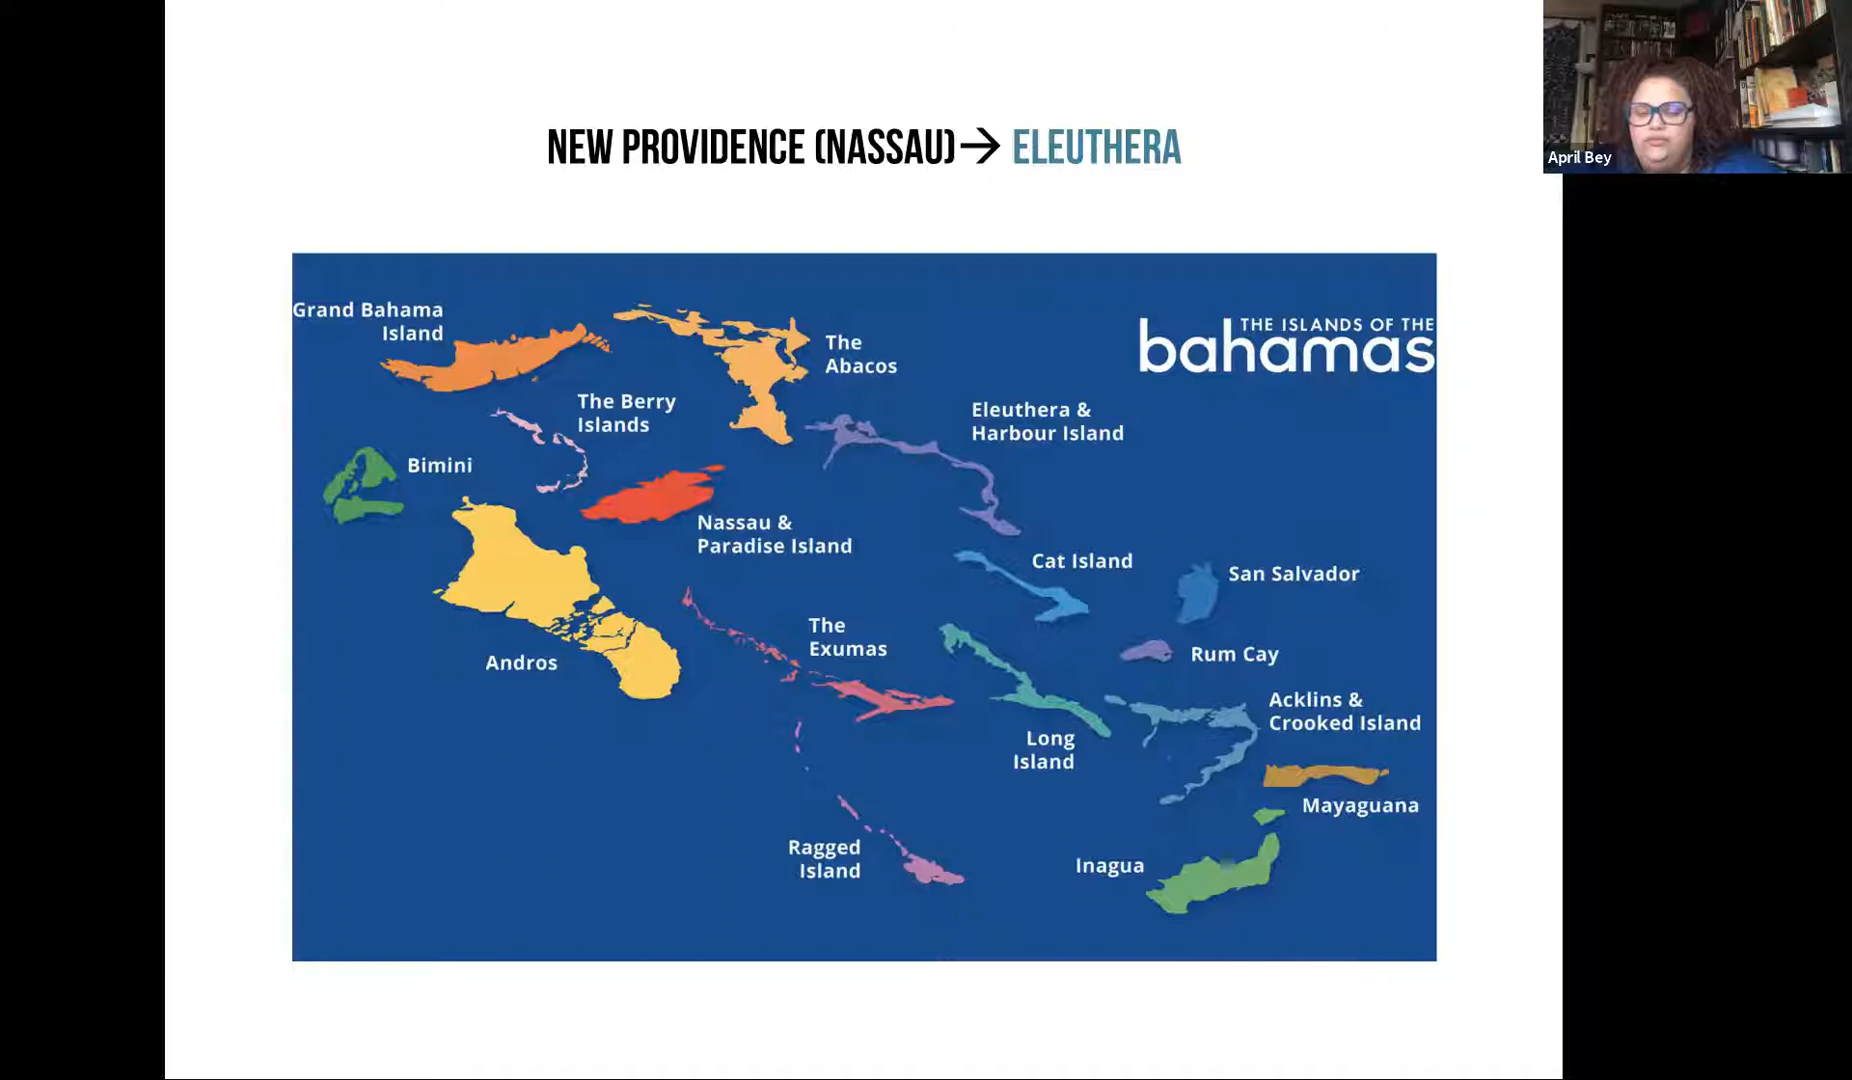 NEW PROVIDENCE (NASSAU)→ ELEUTHERA
April Bey
Grand Bahama
Island
The
Abacos
THE ISLANDS OF THE
bahamas
The Berry
Islands
Eleuthera &
Harbour Island
Bimini
Nassau &
Paradise Island
Cat Island
San Salvador
The
Exumas
Rum Cay
Andros
Acklins &
Crooked Island
Long
Island
Mayaguana
Ragged
Island
Inagua